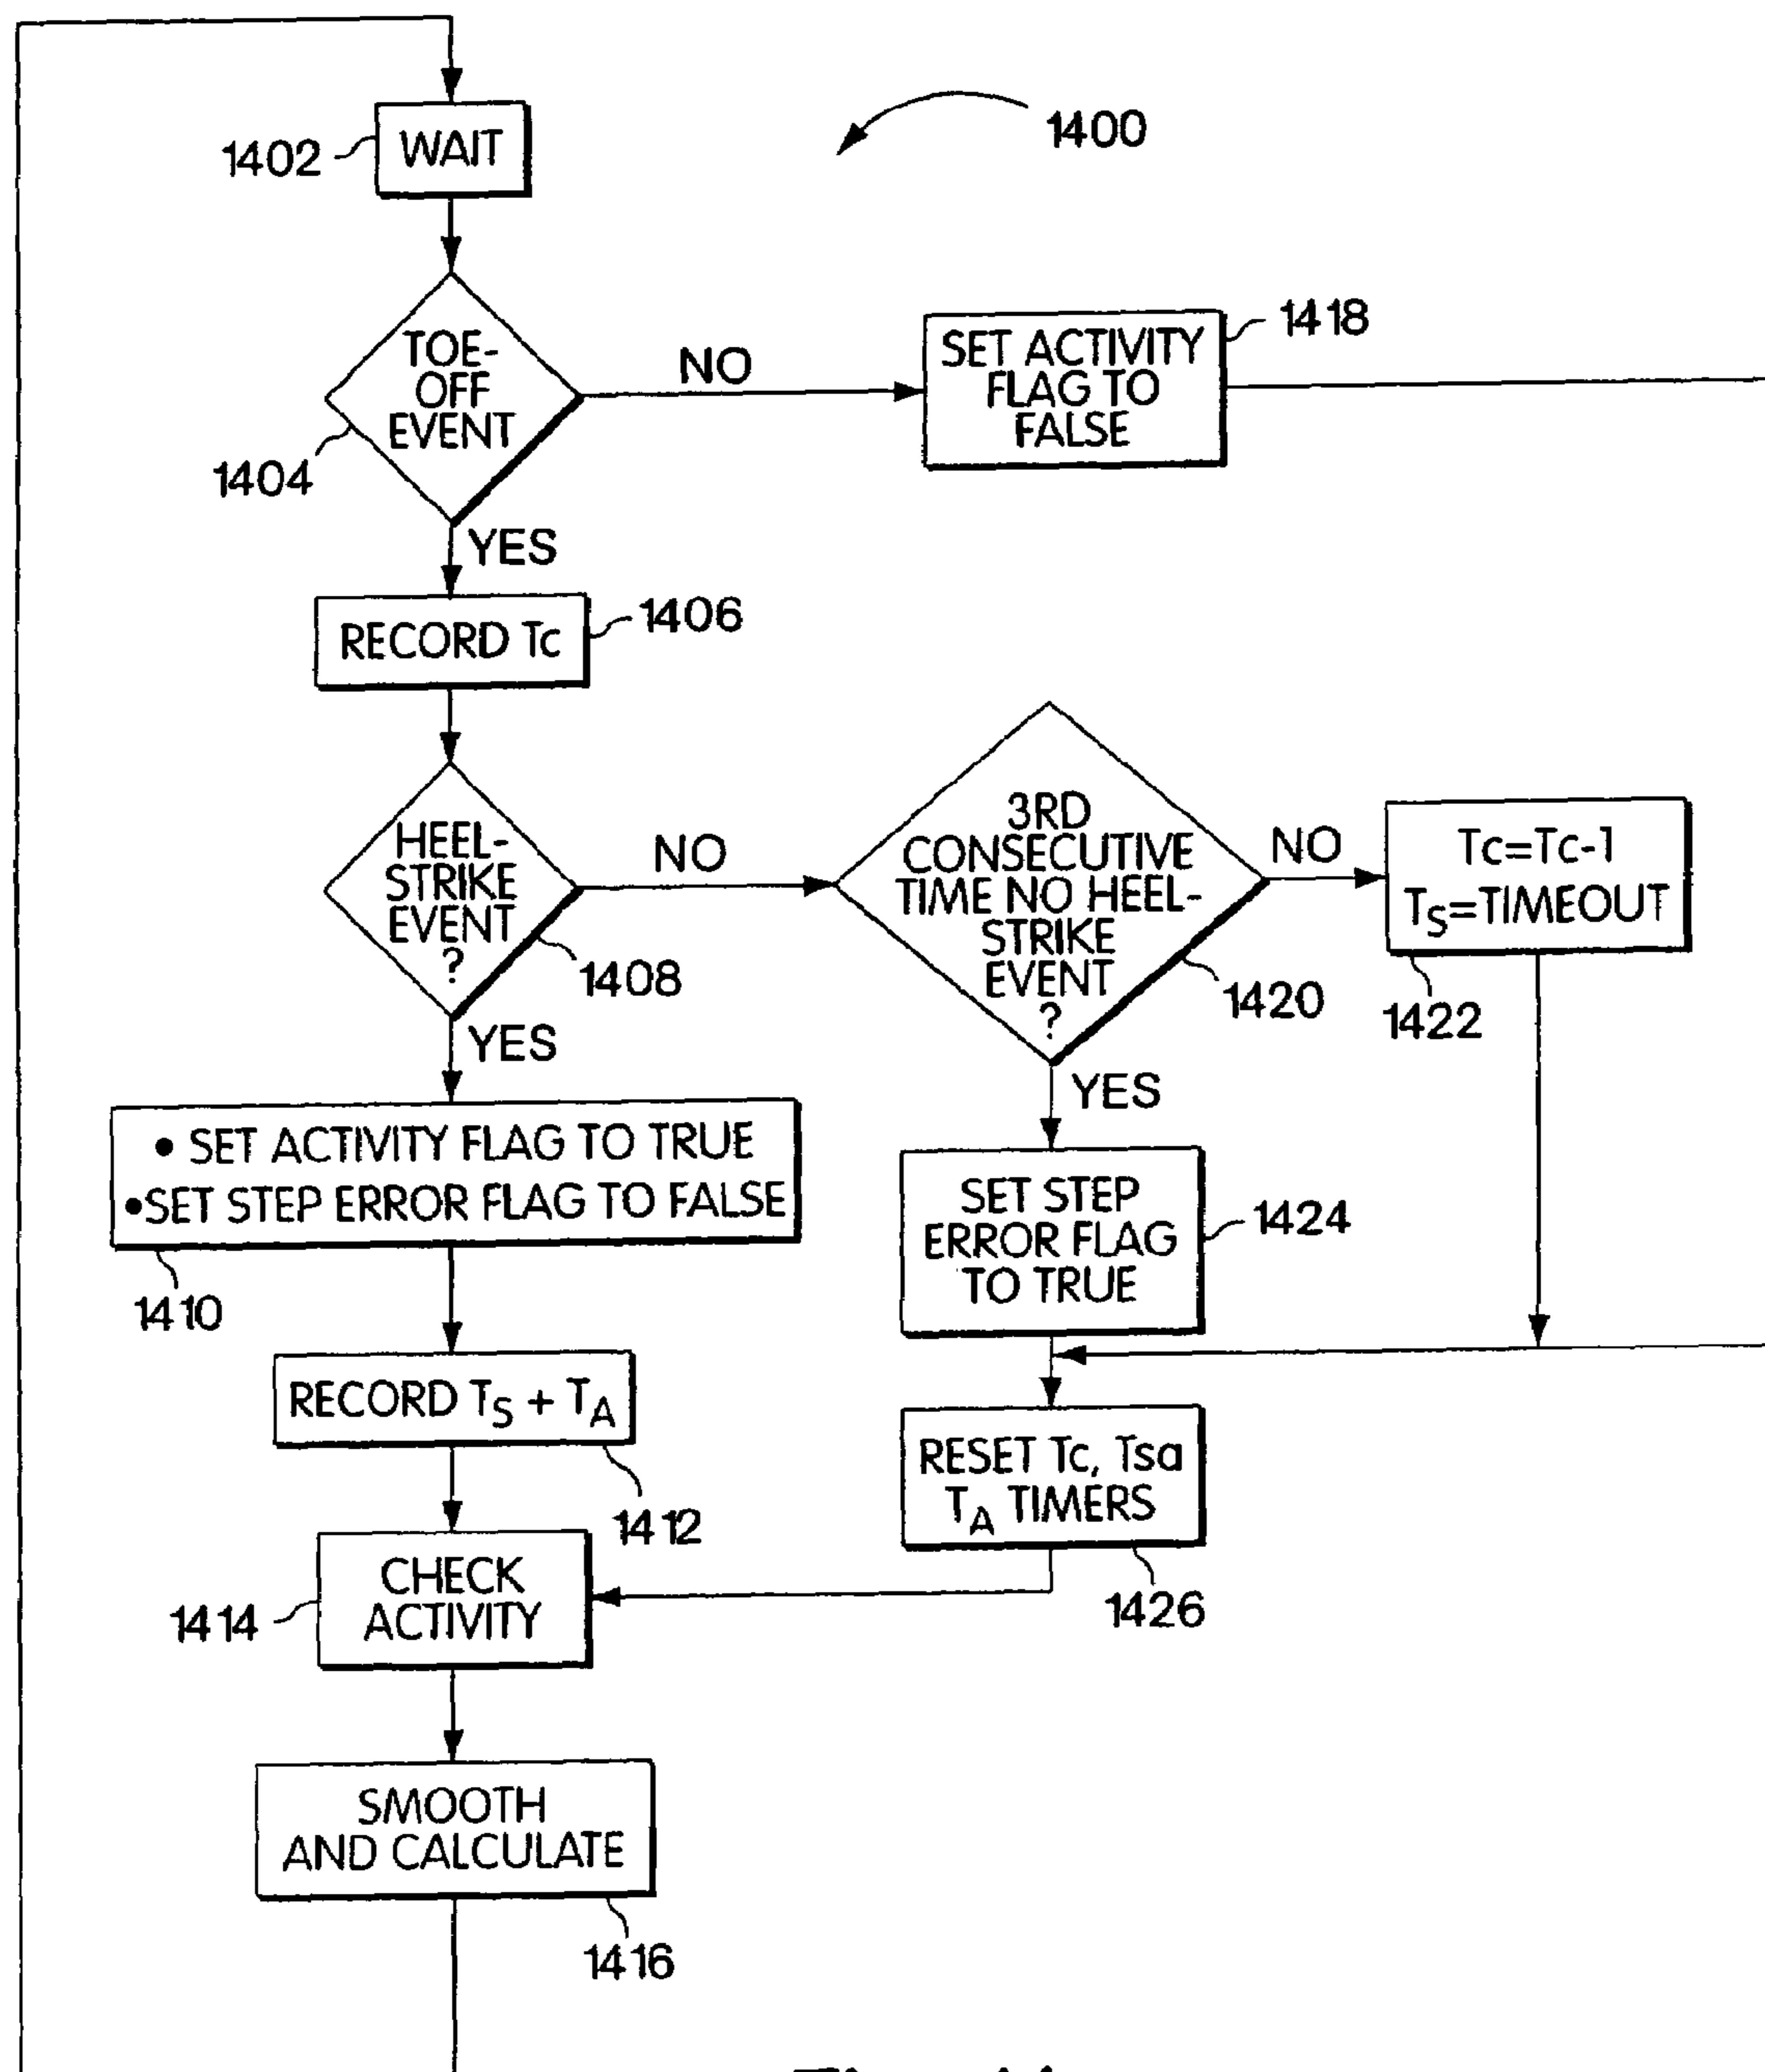 1400
1402
WAIT
TOE-
OFF
EVENT
1404
NO
SET ACTIVITY
FLAG TO
FALSE
1418
YES
RECORD Tc
1406
HEEL-
STRIKE
EVENT
?
1408
NO
3RD
CONSECUTIVE
TIME NO HEEL-
STRIKE
EVENT
?
1420
NO
Tc=Tc-1
TS=TIMEOUT
1422
YES
• SET ACTIVITY FLAG TO TRUE
•SET STEP ERROR FLAG TO FALSE
1410
YES
SET STEP
ERROR FLAG
TO TRUE
1424
RECORD TS + TA
1412
RESET Tc, Tsa
TA TIMERS
1426
CHECK
ACTIVITY
1414
SMOOTH
AND CALCULATE
1416